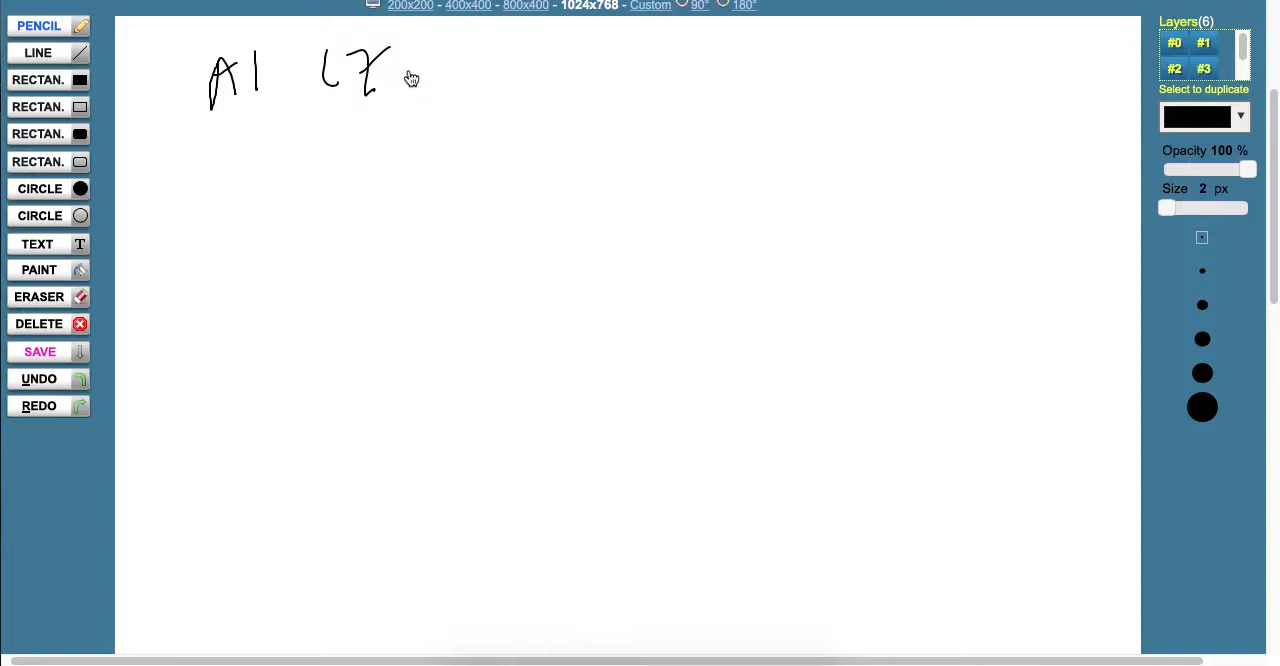 200x200 - 400x400 - 800x400 - 1024x768 - Custom 90° 180°
PENCIL
LINE
RECTAN.
RECTAN.
RECTAN.
RECTAN.
CIRCLE
CIRCLE
TEXT T
PAINT
ERASER
DELETE
SAVE
UNDO
REDO
A1
Layers(6)
#0 #1
#2 #3
Select to duplicate
Opacity 100 %
Size 2 px